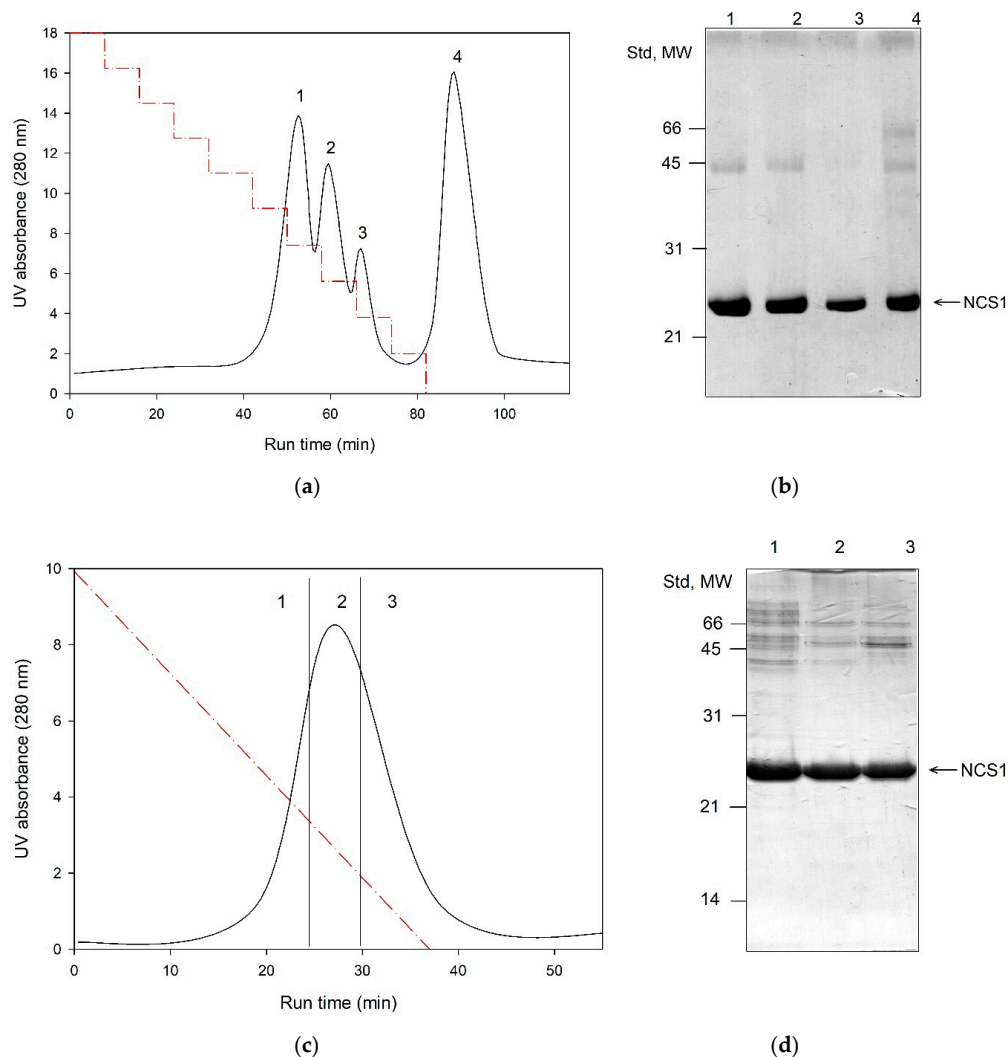 18
16
14
12
10
8
6
4
2
0
UV absorbance (280 nm)
1
2
3
4
0 20 40 60 80 100
Run time (min)
(a)
1 2 3 4
Std, MW
66
45
31
21
NCS1
(b)
10
8
6
4
2
0
UV absorbance (280 nm)
1 2 3
0 10 20 30 40 50
Run time (min)
(c)
1 2 3
Std, MW
66
45
31
21
14
NCS1
(d)